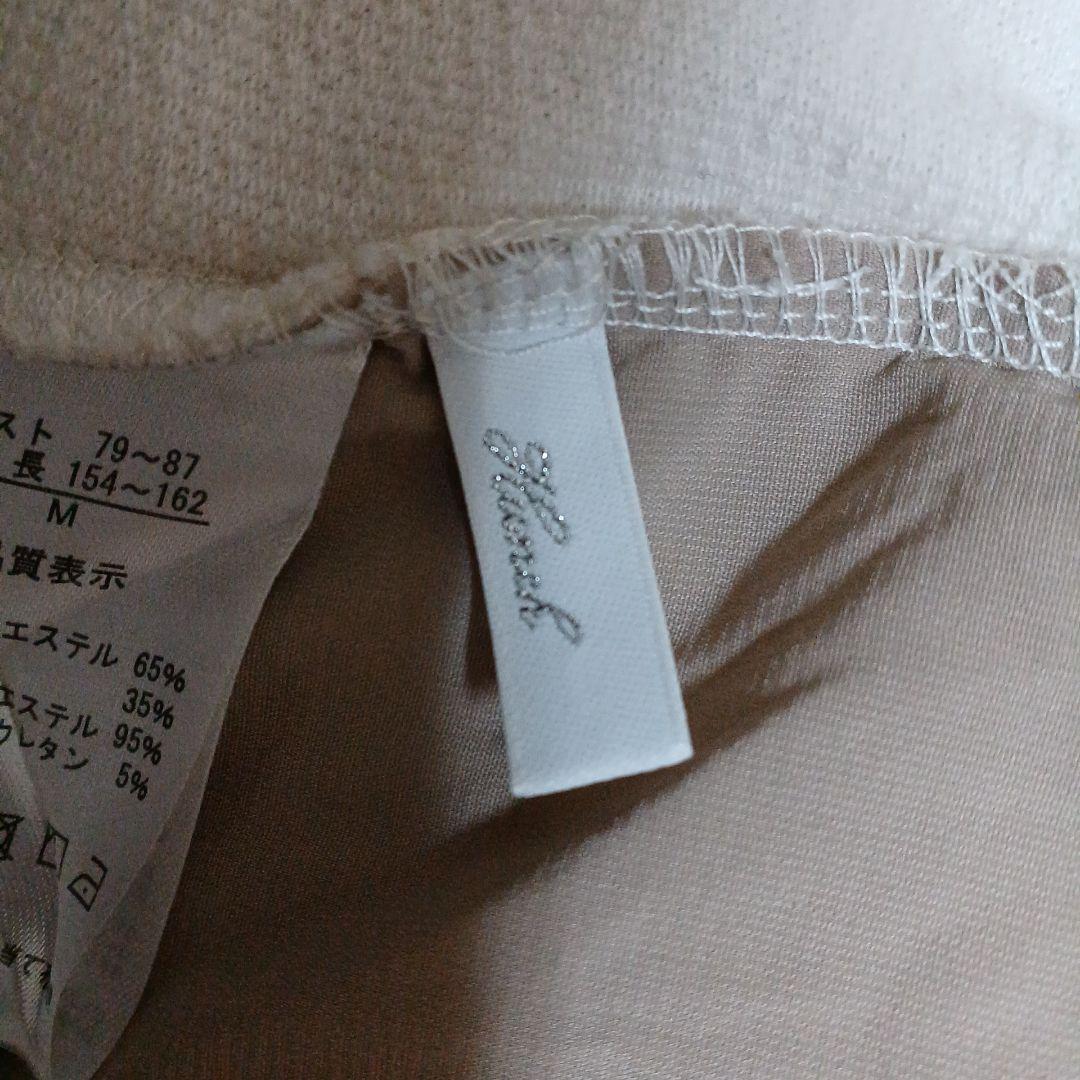 スト 79～87
長 154～162
M
質表示
エステル 65%
35%
エステル 95%
ウレタン 5%